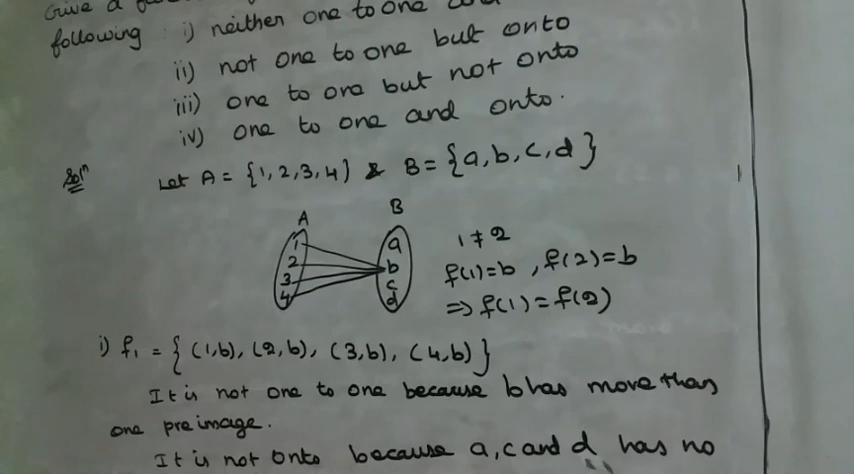 Give a
following i) neither one to one
ii) not one to one but onto
iii) one to one but not onto
iv) one to one and onto.
Solⁿ Let A = {1,2,3,4} & B = {a,b,c,d}
A B
1 a
2 b
3 c
4 d
1 ≠ 2
f(1)=b , f(2)=b
⇒ f(1) = f(2)
i) f₁ = { (1,b), (2,b), (3,b), (4,b) }
It is not one to one because b has more than
one preimage.
It is not onto because a, c and d has no